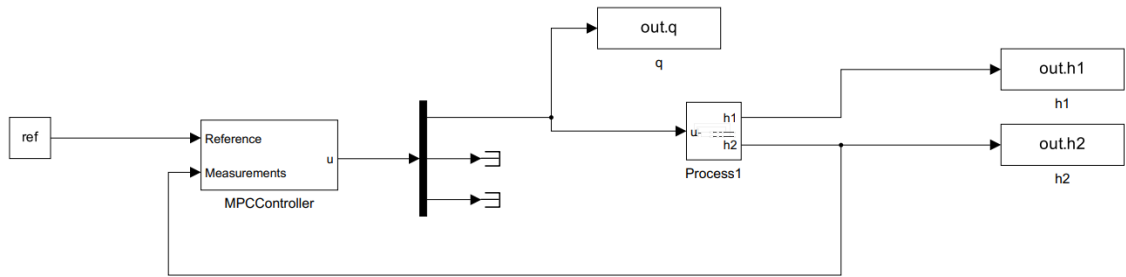 out.q
q
out.h1
h1
ref
Reference
u
Measurements
MPCController
u
h1
h2
Process1
out.h2
h2